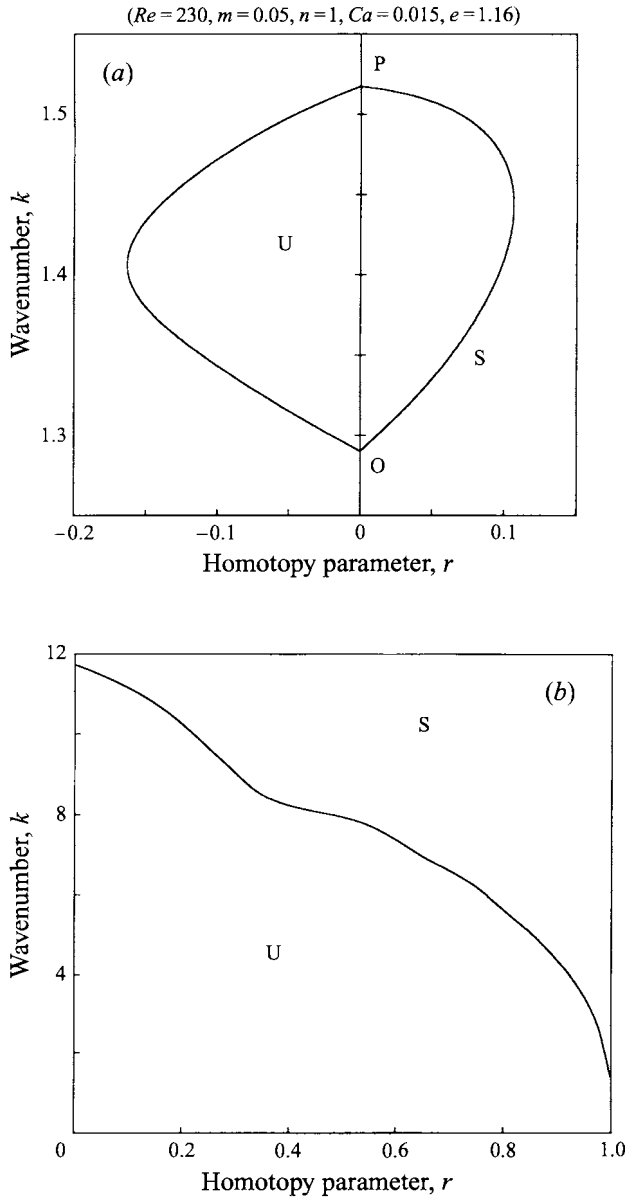 (Re = 230, m = 0.05, n = 1, Ca = 0.015, e = 1.16)
(a)
P
1.5
Wavenumber, k
U
1.4
S
1.3
O
−0.2 −0.1 0 0.1
Homotopy parameter, r
12
(b)
S
Wavenumber, k
8
U
4
0 0.2 0.4 0.6 0.8 1.0
Homotopy parameter, r